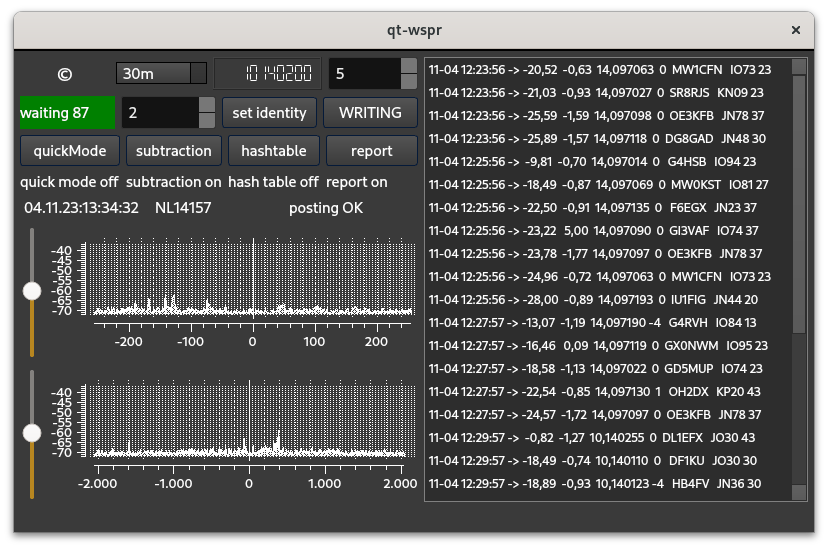 qt-wspr
© 30m 10140200 5
waiting 87 2 set identity WRITING
quickMode subtraction hashtable report
quick mode off subtraction on hash table off report on
04.11.23:13:34:32 NL14157 posting OK
-40
-45
-50
-55
-60
-65
-70
-200 -100 0 100 200
-40
-45
-50
-55
-60
-65
-70
-2.000 -1.000 0 1.000 2.000
11-04 12:23:56 -> -20,52 -0,63 14,097063 0 MW1CFN IO73 23
11-04 12:23:56 -> -21,03 -0,93 14,097027 0 SR8RJS KN09 23
11-04 12:23:56 -> -25,59 -1,59 14,097098 0 OE3KFB JN78 37
11-04 12:23:56 -> -25,89 -1,57 14,097118 0 DG8GAD JN48 30
11-04 12:25:56 -> -9,81 -0,70 14,097014 0 G4HSB IO94 23
11-04 12:25:56 -> -18,49 -0,87 14,097069 0 MW0KST IO81 27
11-04 12:25:56 -> -22,50 -0,91 14,097135 0 F6EGX JN23 37
11-04 12:25:56 -> -23,22 5,00 14,097090 0 GI3VAF IO74 37
11-04 12:25:56 -> -23,78 -1,77 14,097097 0 OE3KFB JN78 37
11-04 12:25:56 -> -24,96 -0,72 14,097063 0 MW1CFN IO73 23
11-04 12:25:56 -> -28,00 -0,89 14,097193 0 IU1FIG JN44 20
11-04 12:27:57 -> -13,07 -1,19 14,097190 -4 G4RVH IO84 13
11-04 12:27:57 -> -16,46 0,09 14,097119 0 GX0NWM IO95 23
11-04 12:27:57 -> -18,58 -1,13 14,097022 0 GD5MUP IO74 23
11-04 12:27:57 -> -22,54 -0,85 14,097130 1 OH2DX KP20 43
11-04 12:27:57 -> -24,57 -1,72 14,097097 0 OE3KFB JN78 37
11-04 12:29:57 -> -0,82 -1,27 10,140255 0 DL1EFX JO30 43
11-04 12:29:57 -> -18,49 -0,74 10,140110 0 DF1KU JO30 30
11-04 12:29:57 -> -18,89 -0,93 10,140123 -4 HB4FV JN36 30